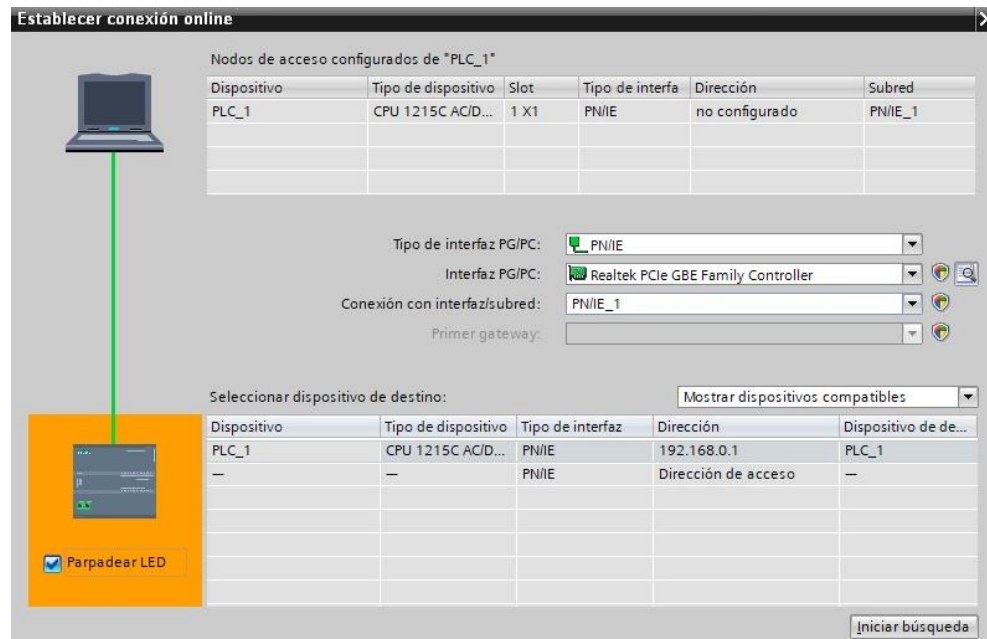 Establecer conexión online
Nodos de acceso configurados de "PLC_1"
Dispositivo Tipo de dispositivo Slot Tipo de interfa Dirección Subred
PLC_1 CPU 1215C AC/D... 1 X1 PN/IE no configurado PN/IE_1
Tipo de interfaz PG/PC: PN/IE
Interfaz PG/PC: Realtek PCIe GBE Family Controller
Conexión con interfaz/subred: PN/IE_1
Primer gateway:
Seleccionar dispositivo de destino: Mostrar dispositivos compatibles
Dispositivo Tipo de dispositivo Tipo de interfaz Dirección Dispositivo de de...
PLC_1 CPU 1215C AC/D... PN/IE 192.168.0.1 PLC_1
— — PN/IE Dirección de acceso —
Parpadear LED
Iniciar búsqueda